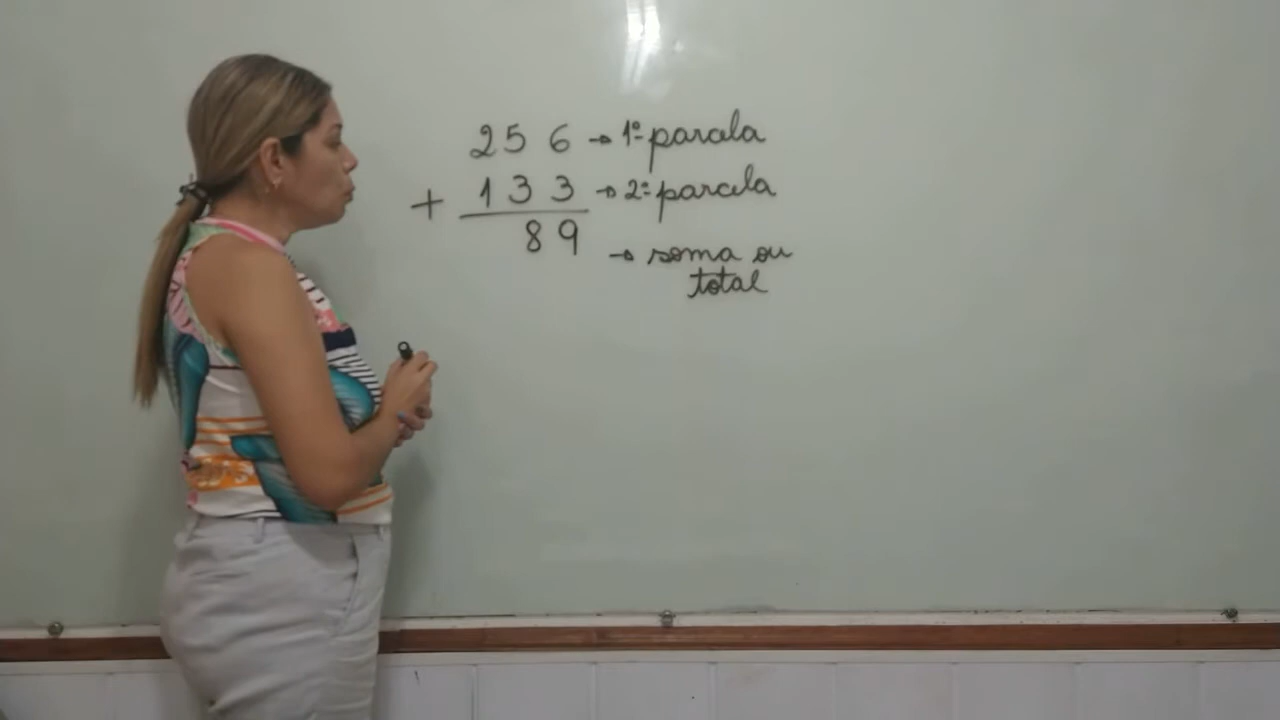 256 → 1ª parcela
+ 133 → 2ª parcela
89 → soma ou
total